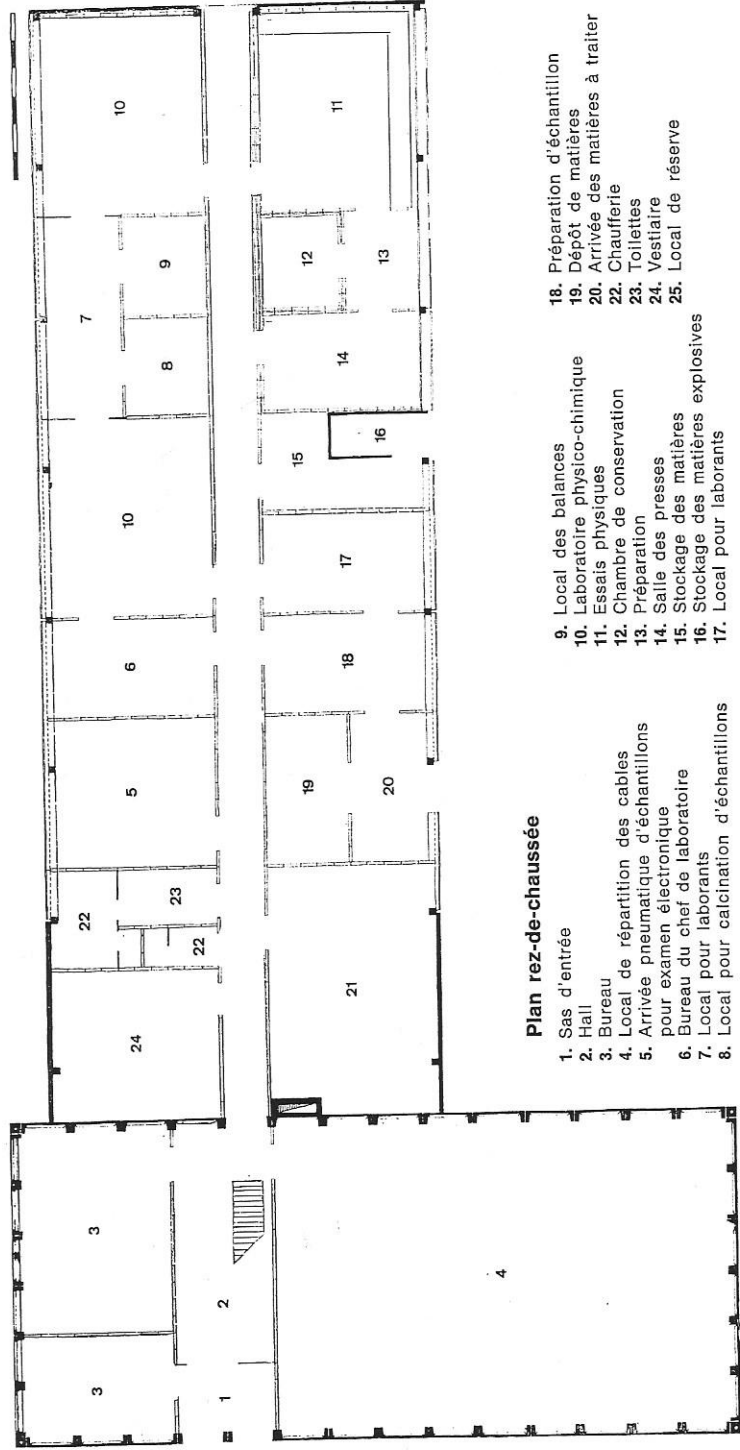 3
3
24
22
22
23
5
6
10
7
8
9
10
1
2
4
21
19
20
18
17
15
16
14
12
13
11
Plan rez-de-chaussée
1. Sas d'entrée
2. Hall
3. Bureau
4. Local de répartition des cables
5. Arrivée pneumatique d'échantillons
pour examen électronique
6. Bureau du chef de laboratoire
7. Local pour laborants
8. Local pour calcination d'échantillons
9. Local des balances
10. Laboratoire physico-chimique
11. Essais physiques
12. Chambre de conservation
13. Préparation
14. Salle des presses
15. Stockage des matières
16. Stockage des matières explosives
17. Local pour laborants
18. Préparation d'échantillon
19. Dépôt de matières
20. Arrivée des matières à traiter
22. Chaufferie
23. Toilettes
24. Vestiaire
25. Local de réserve